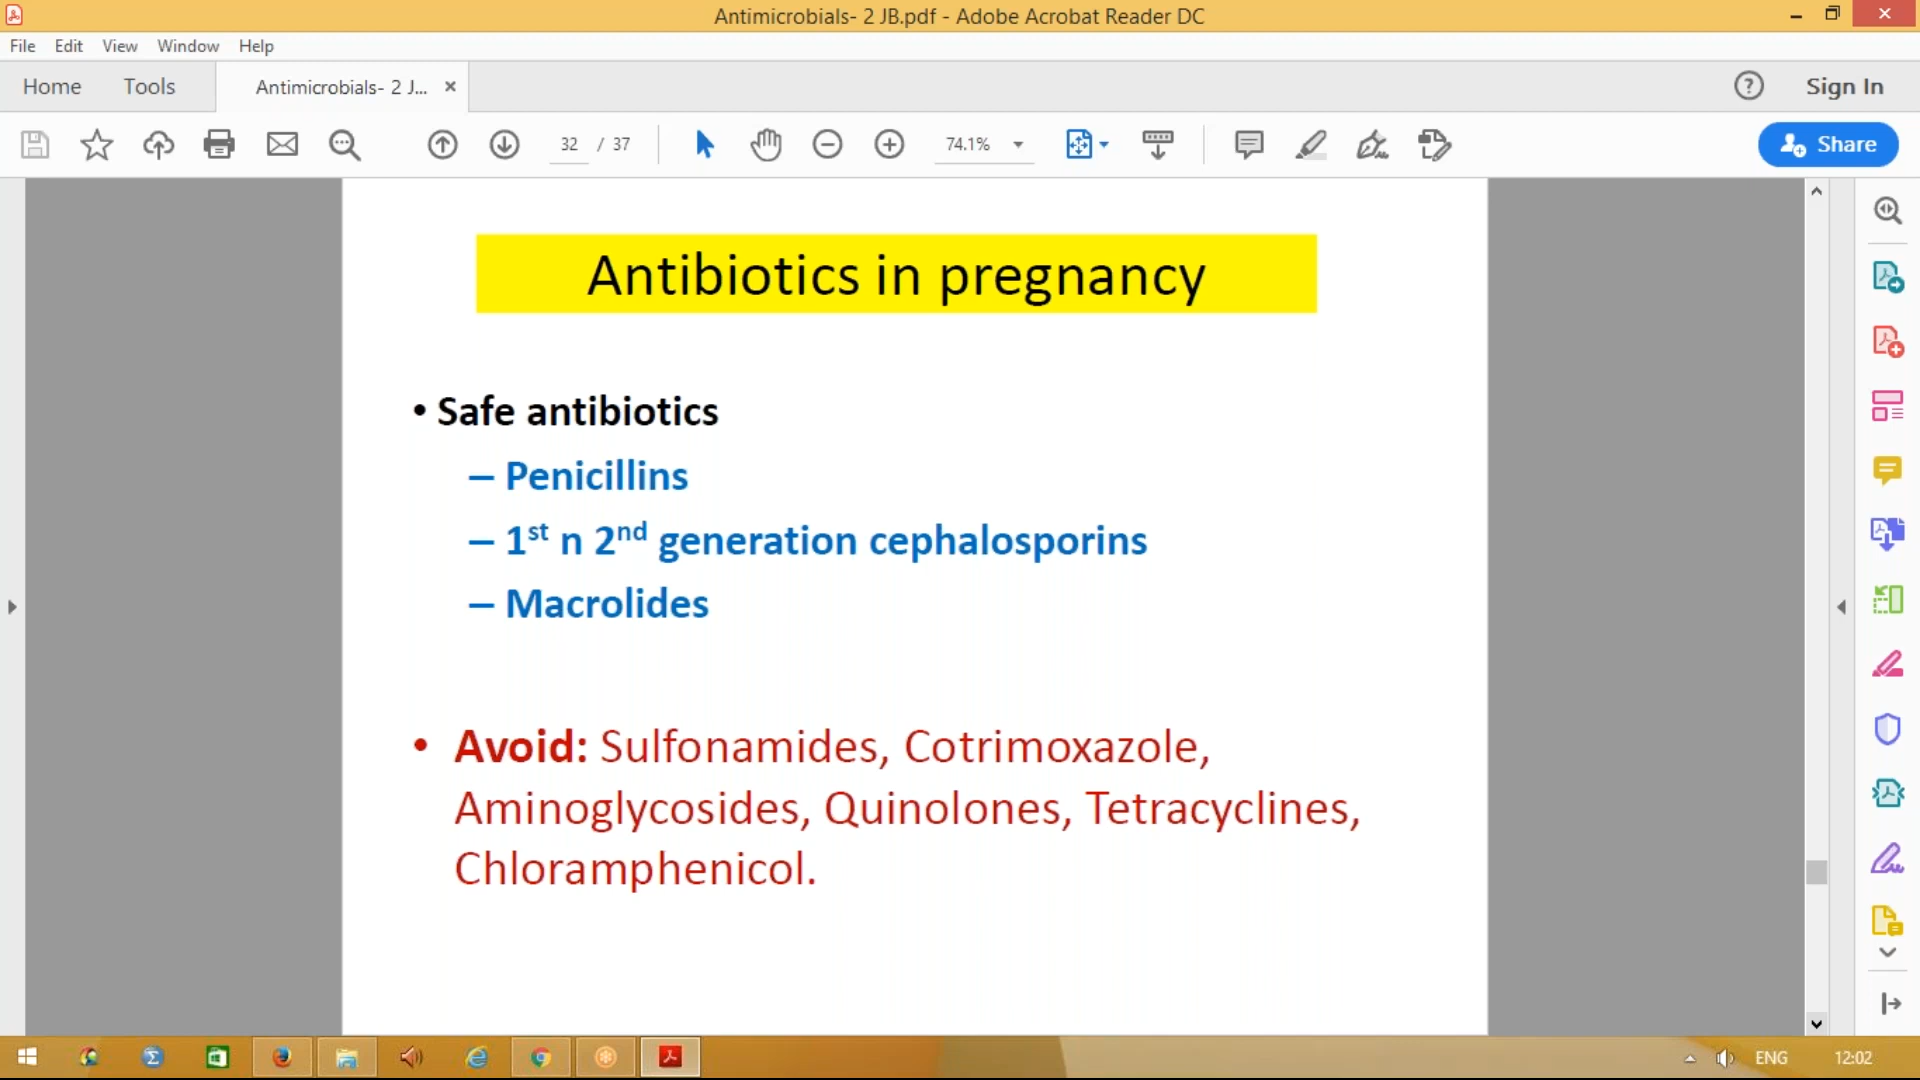 Antimicrobials- 2 JB.pdf - Adobe Acrobat Reader DC
File Edit View Window Help
Home Tools Antimicrobials- 2 J... × Sign In
32 / 37 74.1% Share
Antibiotics in pregnancy
• Safe antibiotics
– Penicillins
– 1st n 2nd generation cephalosporins
– Macrolides
• Avoid: Sulfonamides, Cotrimoxazole,
Aminoglycosides, Quinolones, Tetracyclines,
Chloramphenicol.
ENG 12:02